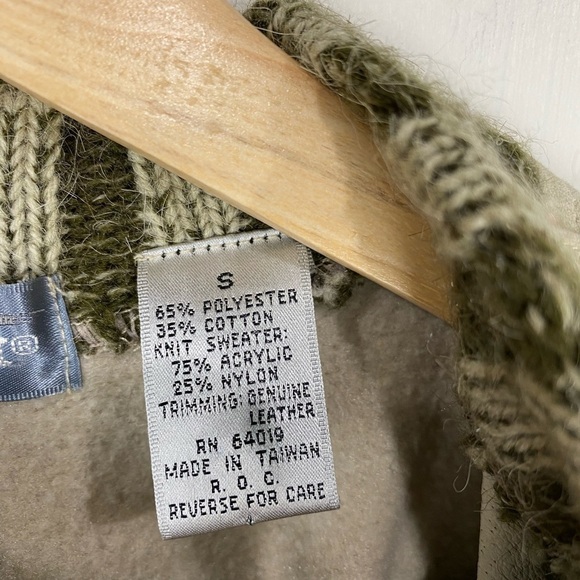 S
65% POLYESTER
35% COTTON
KNIT SWEATER:
75% ACRYLIC
25% NYLON
TRIMMING: GENUINE
LEATHER
RN 64019
MADE IN TAIWAN
R. O. C.
REVERSE FOR CARE
®